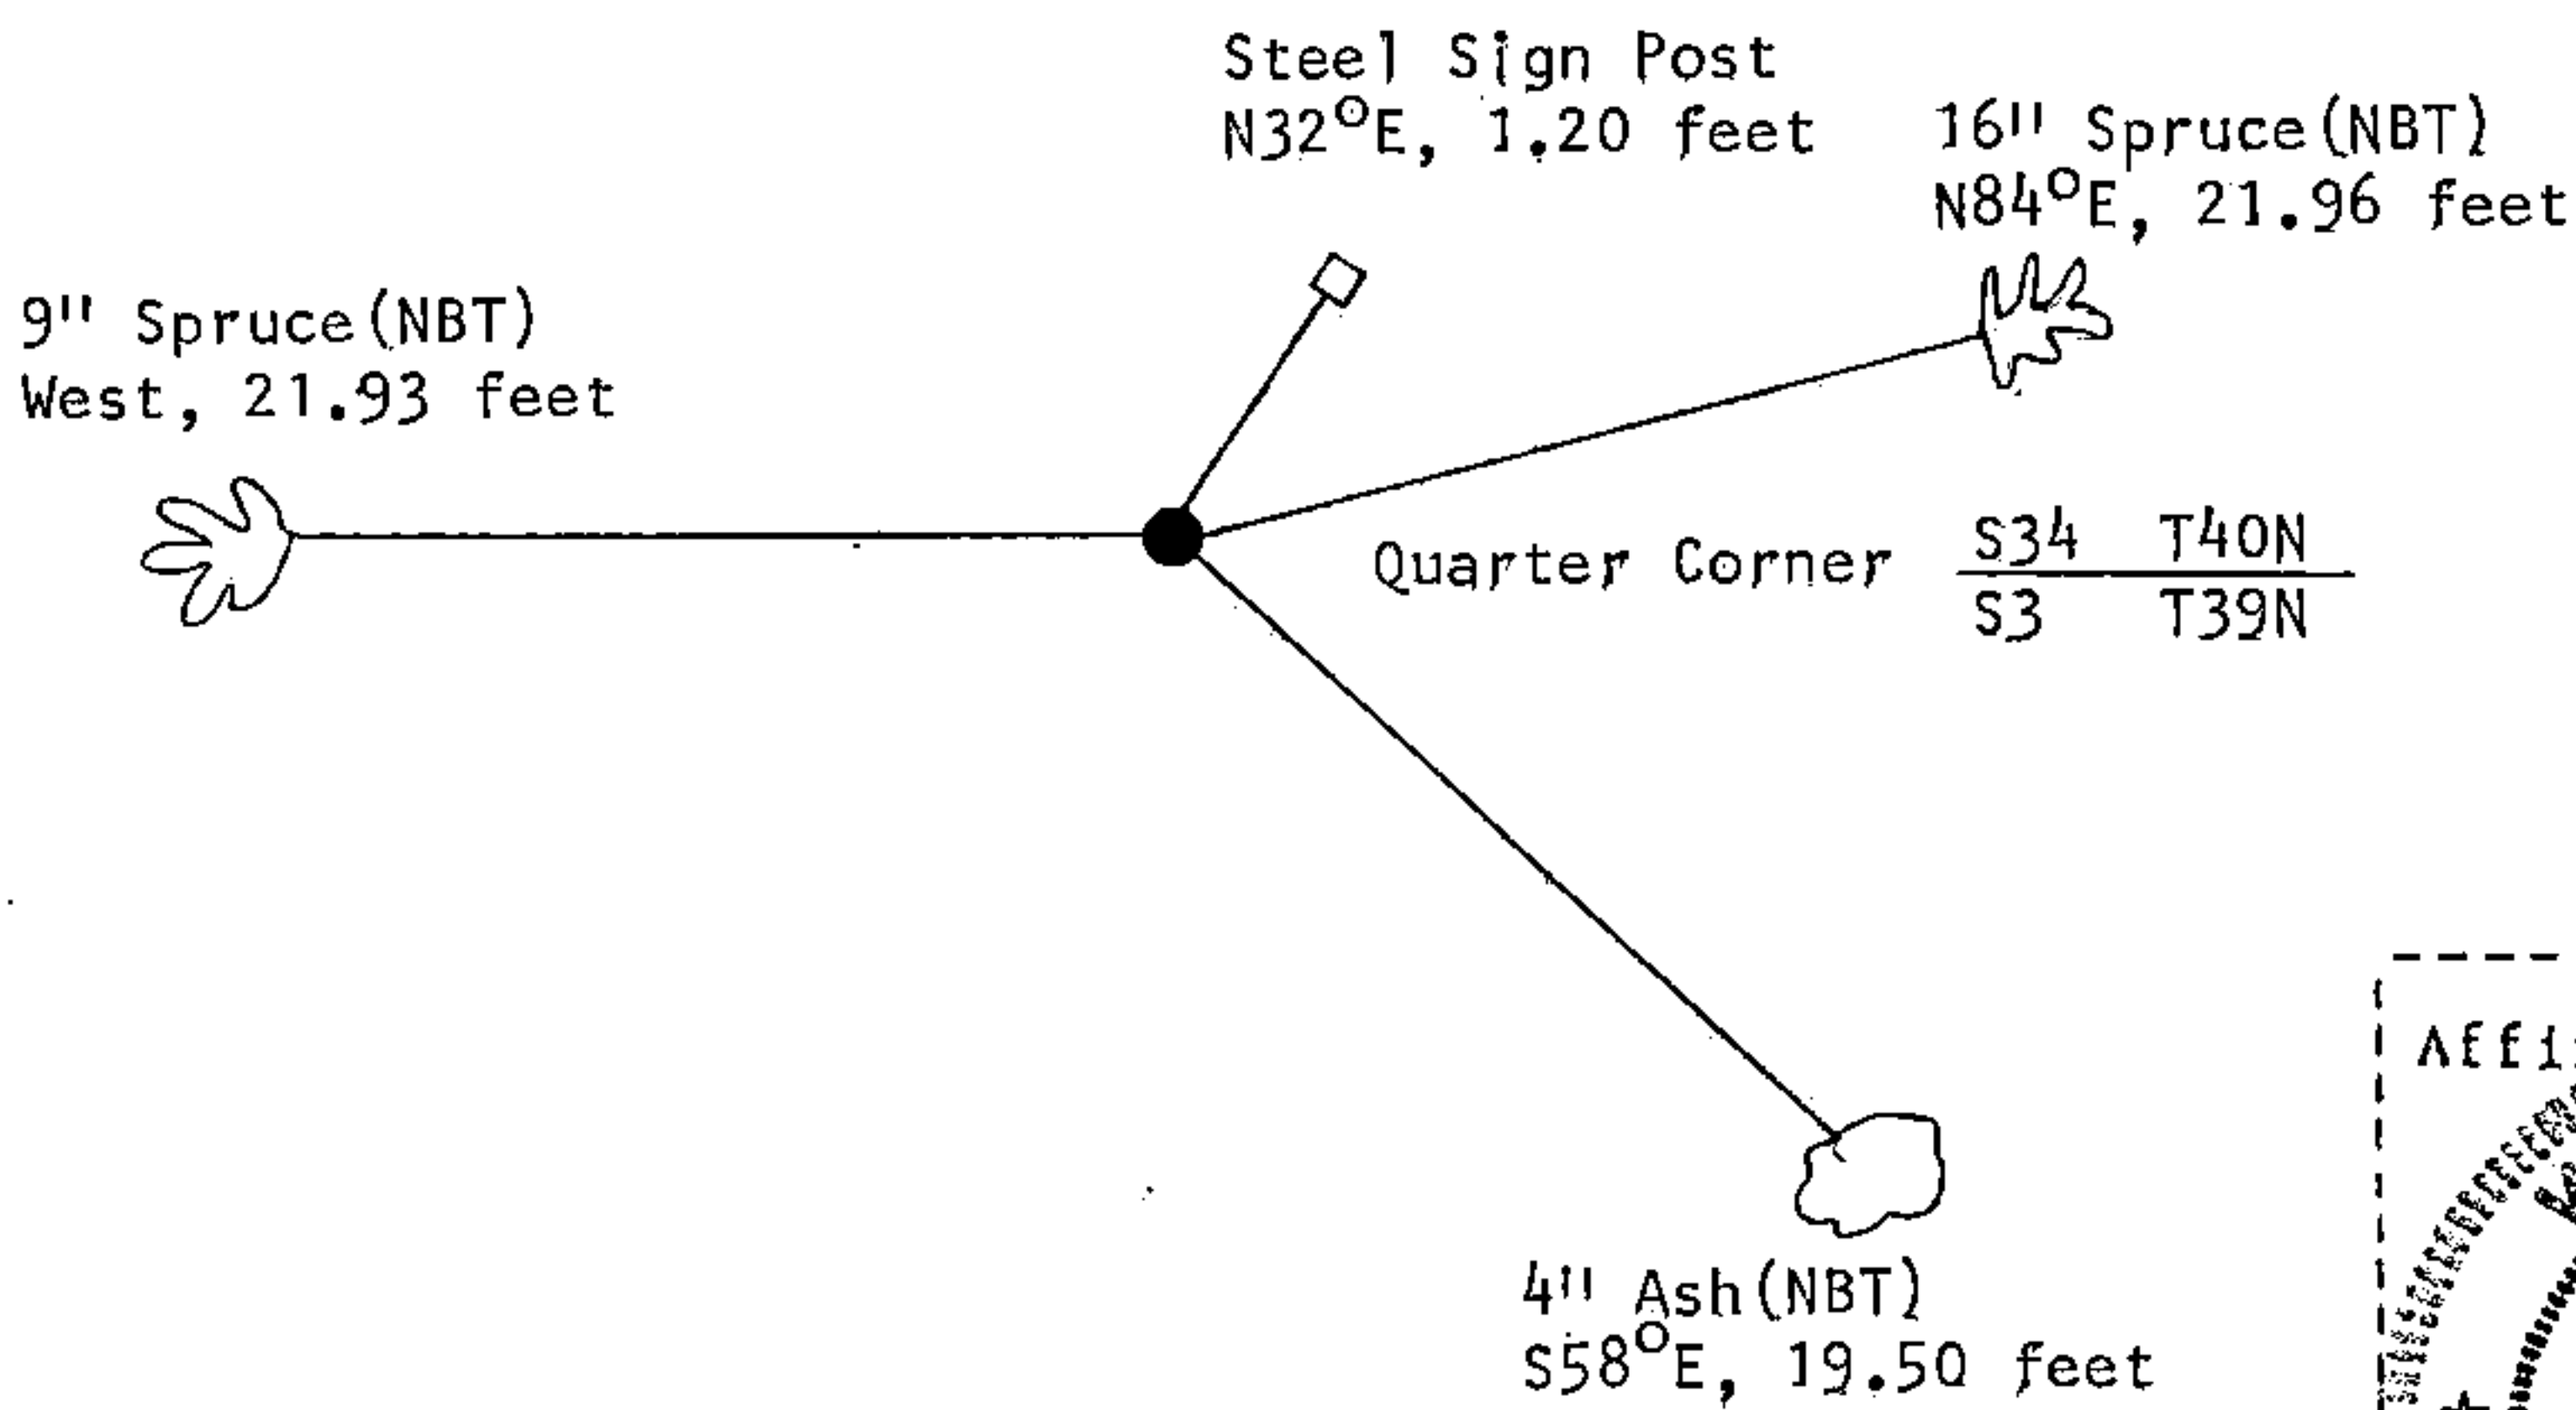 Steel Sign Post
N32°E, 1.20 feet
16" Spruce(NBT)
N84°E, 21.96 feet
9" Spruce(NBT)
West, 21.93 feet
Quarter Corner
S34 T40N
S3 T39N
4" Ash(NBT)
S58°E, 19.50 feet